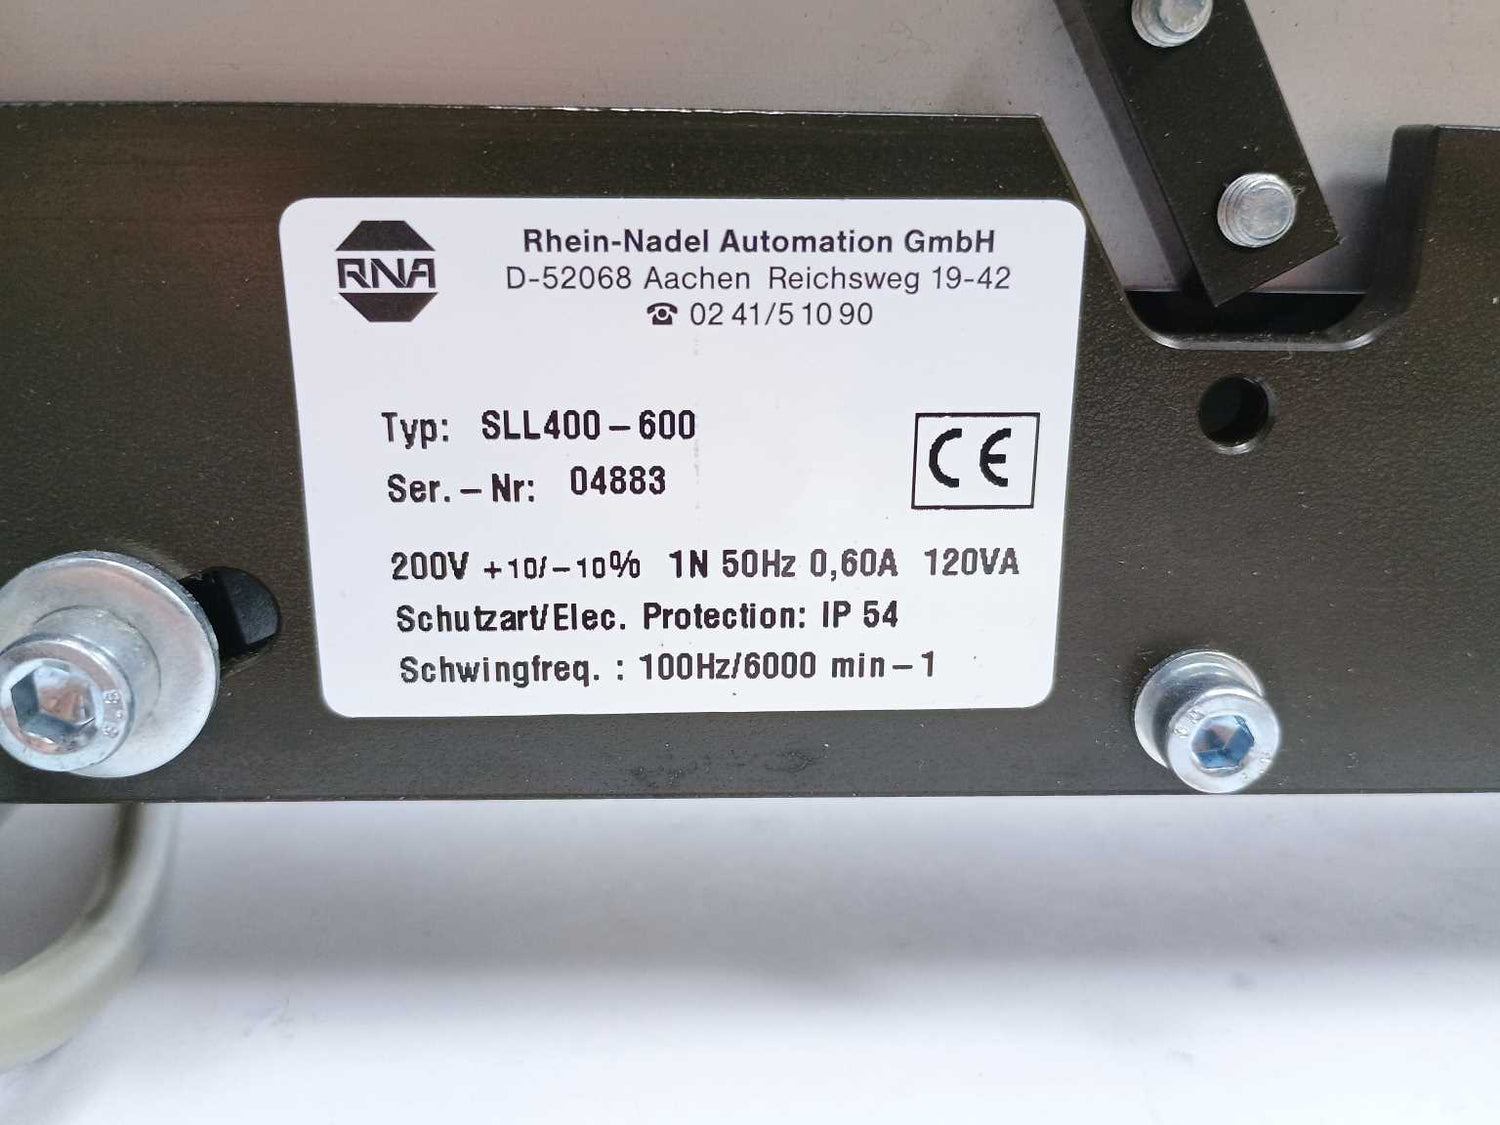 RNA
Rhein-Nadel Automation GmbH
D-52068 Aachen Reichsweg 19-42
☎ 02 41/5 10 90
Typ: SLL400-600
Ser.-Nr: 04883
CE
200V +10/-10% 1N 50Hz 0,60A 120VA
Schutzart/Elec. Protection: IP 54
Schwingfreq. : 100Hz/6000 min-1